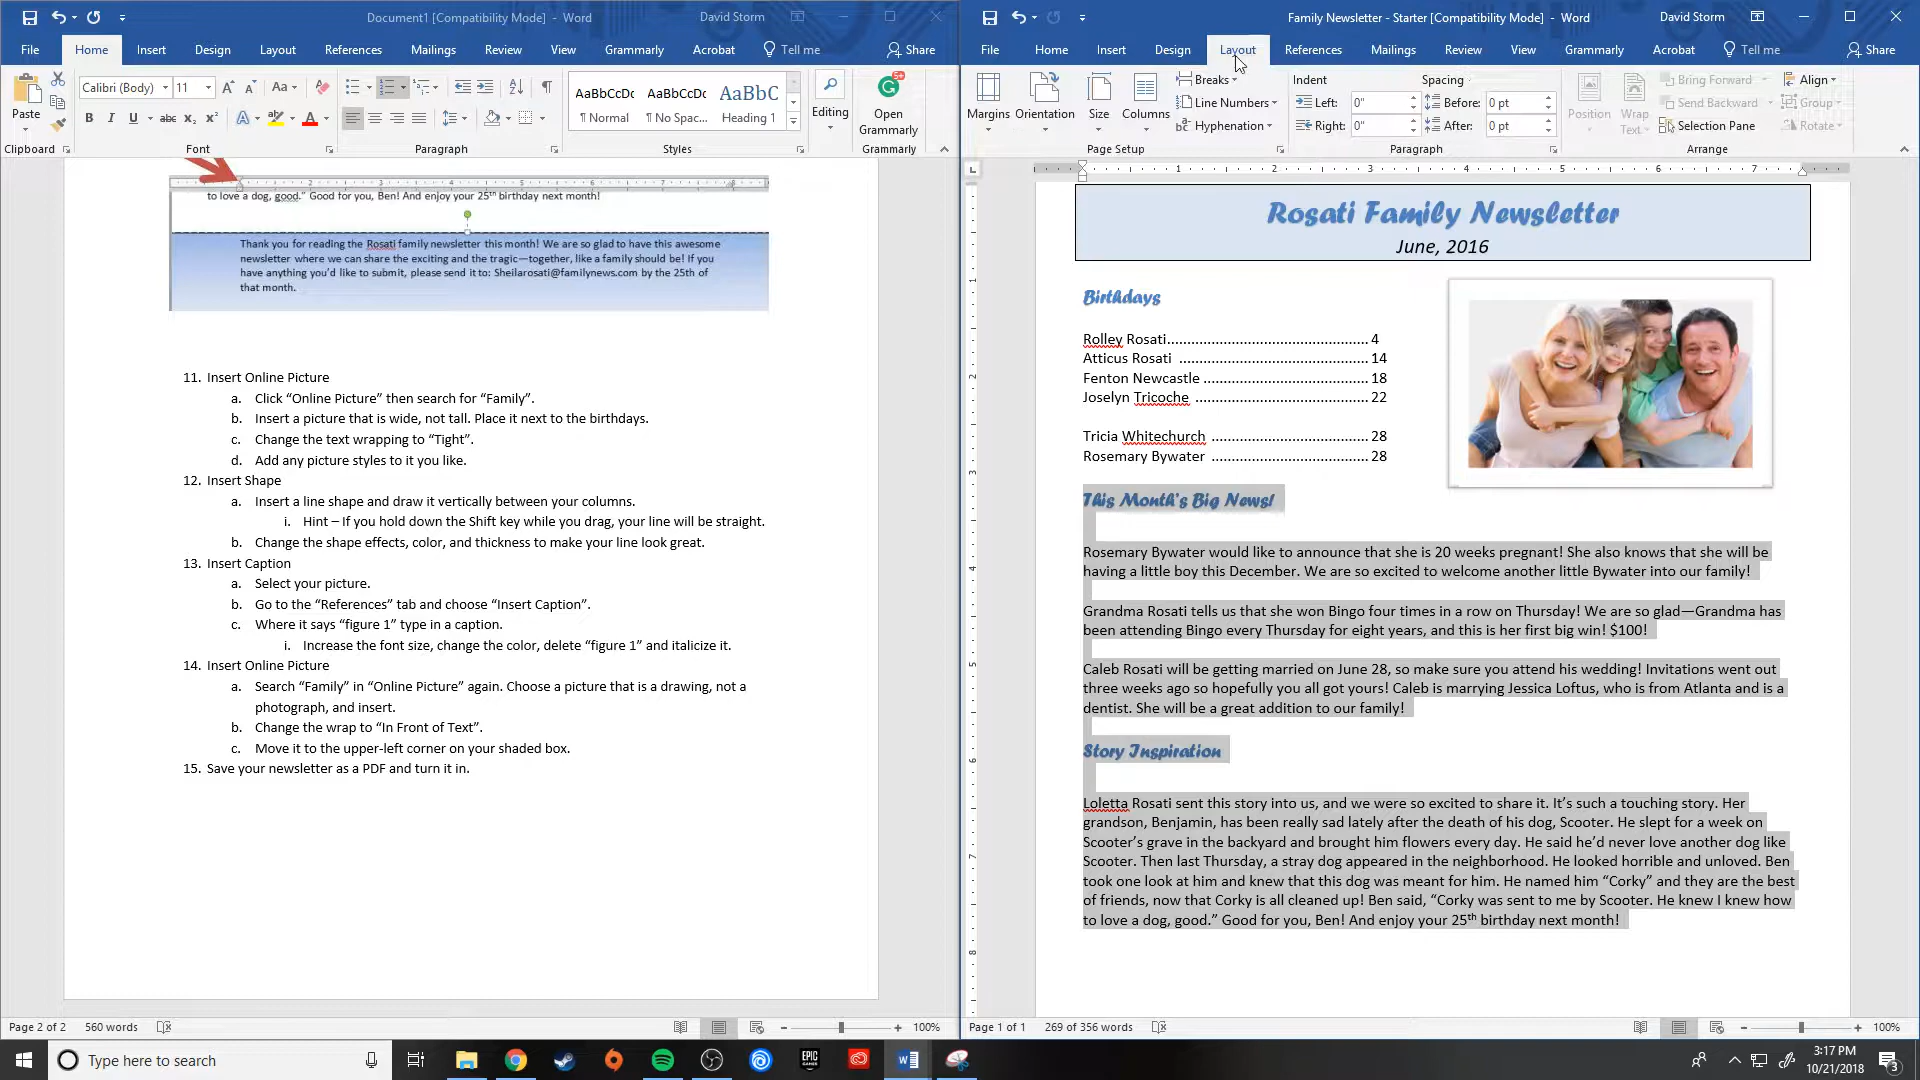 Document1 [Compatibility Mode] - Word
David Storm
File Home Insert Design Layout References Mailings Review View Grammarly Acrobat Tell me Share
Paste
Calibri (Body) 11
Aa
B I U abc X₂ X²
AaBbCcDc AaBbCcDc AaBbC
¶ Normal ¶ No Spac... Heading 1
Editing
Open
Grammarly
Clipboard Font Paragraph Styles Grammarly
to love a dog, good.” Good for you, Ben! And enjoy your 25th birthday next month!
Thank you for reading the Rosati family newsletter this month! We are so glad to have this awesome
newsletter where we can share the exciting and the tragic—together, like a family should be! If you
have anything you’d like to submit, please send it to: Sheilarosati@familynews.com by the 25th of
that month.
11. Insert Online Picture
a. Click “Online Picture” then search for “Family”.
b. Insert a picture that is wide, not tall. Place it next to the birthdays.
c. Change the text wrapping to “Tight”.
d. Add any picture styles to it you like.
12. Insert Shape
a. Insert a line shape and draw it vertically between your columns.
i. Hint – If you hold down the Shift key while you drag, your line will be straight.
b. Change the shape effects, color, and thickness to make your line look great.
13. Insert Caption
a. Select your picture.
b. Go to the “References” tab and choose “Insert Caption”.
c. Where it says “figure 1” type in a caption.
i. Increase the font size, change the color, delete “figure 1” and italicize it.
14. Insert Online Picture
a. Search “Family” in “Online Picture” again. Choose a picture that is a drawing, not a
photograph, and insert.
b. Change the wrap to “In Front of Text”.
c. Move it to the upper-left corner on your shaded box.
15. Save your newsletter as a PDF and turn it in.
Page 2 of 2 560 words
100%
Family Newsletter - Starter [Compatibility Mode] - Word
David Storm
File Home Insert Design Layout References Mailings Review View Grammarly Acrobat Tell me Share
Margins Orientation Size Columns
Breaks
Line Numbers
Hyphenation
Indent
Left: 0"
Right: 0"
Spacing
Before: 0 pt
After: 0 pt
Position Wrap
Text
Bring Forward
Send Backward
Selection Pane
Align
Group
Rotate
Page Setup Paragraph Arrange
Rosati Family Newsletter
June, 2016
Birthdays
Rolley Rosati.................................................. 4
Atticus Rosati ............................................... 14
Fenton Newcastle ......................................... 18
Joselyn Tricoche ........................................... 22
Tricia Whitechurch ....................................... 28
Rosemary Bywater ....................................... 28
This Month’s Big News!
Rosemary Bywater would like to announce that she is 20 weeks pregnant! She also knows that she will be
having a little boy this December. We are so excited to welcome another little Bywater into our family!
Grandma Rosati tells us that she won Bingo four times in a row on Thursday! We are so glad—Grandma has
been attending Bingo every Thursday for eight years, and this is her first big win! $100!
Caleb Rosati will be getting married on June 28, so make sure you attend his wedding! Invitations went out
three weeks ago so hopefully you all got yours! Caleb is marrying Jessica Loftus, who is from Atlanta and is a
dentist. She will be a great addition to our family!
Story Inspiration
Loletta Rosati sent this story into us, and we were so excited to share it. It’s such a touching story. Her
grandson, Benjamin, has been really sad lately after the death of his dog, Scooter. He slept for a week on
Scooter’s grave in the backyard and brought him flowers every day. He said he’d never love another dog like
Scooter. Then last Thursday, a stray dog appeared in the neighborhood. He looked horrible and unloved. Ben
took one look at him and knew that this dog was meant for him. He named him “Corky” and they are the best
of friends, now that Corky is all cleaned up! Ben said, “Corky was sent to me by Scooter. He knew I knew how
to love a dog, good.” Good for you, Ben! And enjoy your 25th birthday next month!
Page 1 of 1 269 of 356 words
100%
Type here to search
EPIC GAMES
3:17 PM
10/21/2018
3